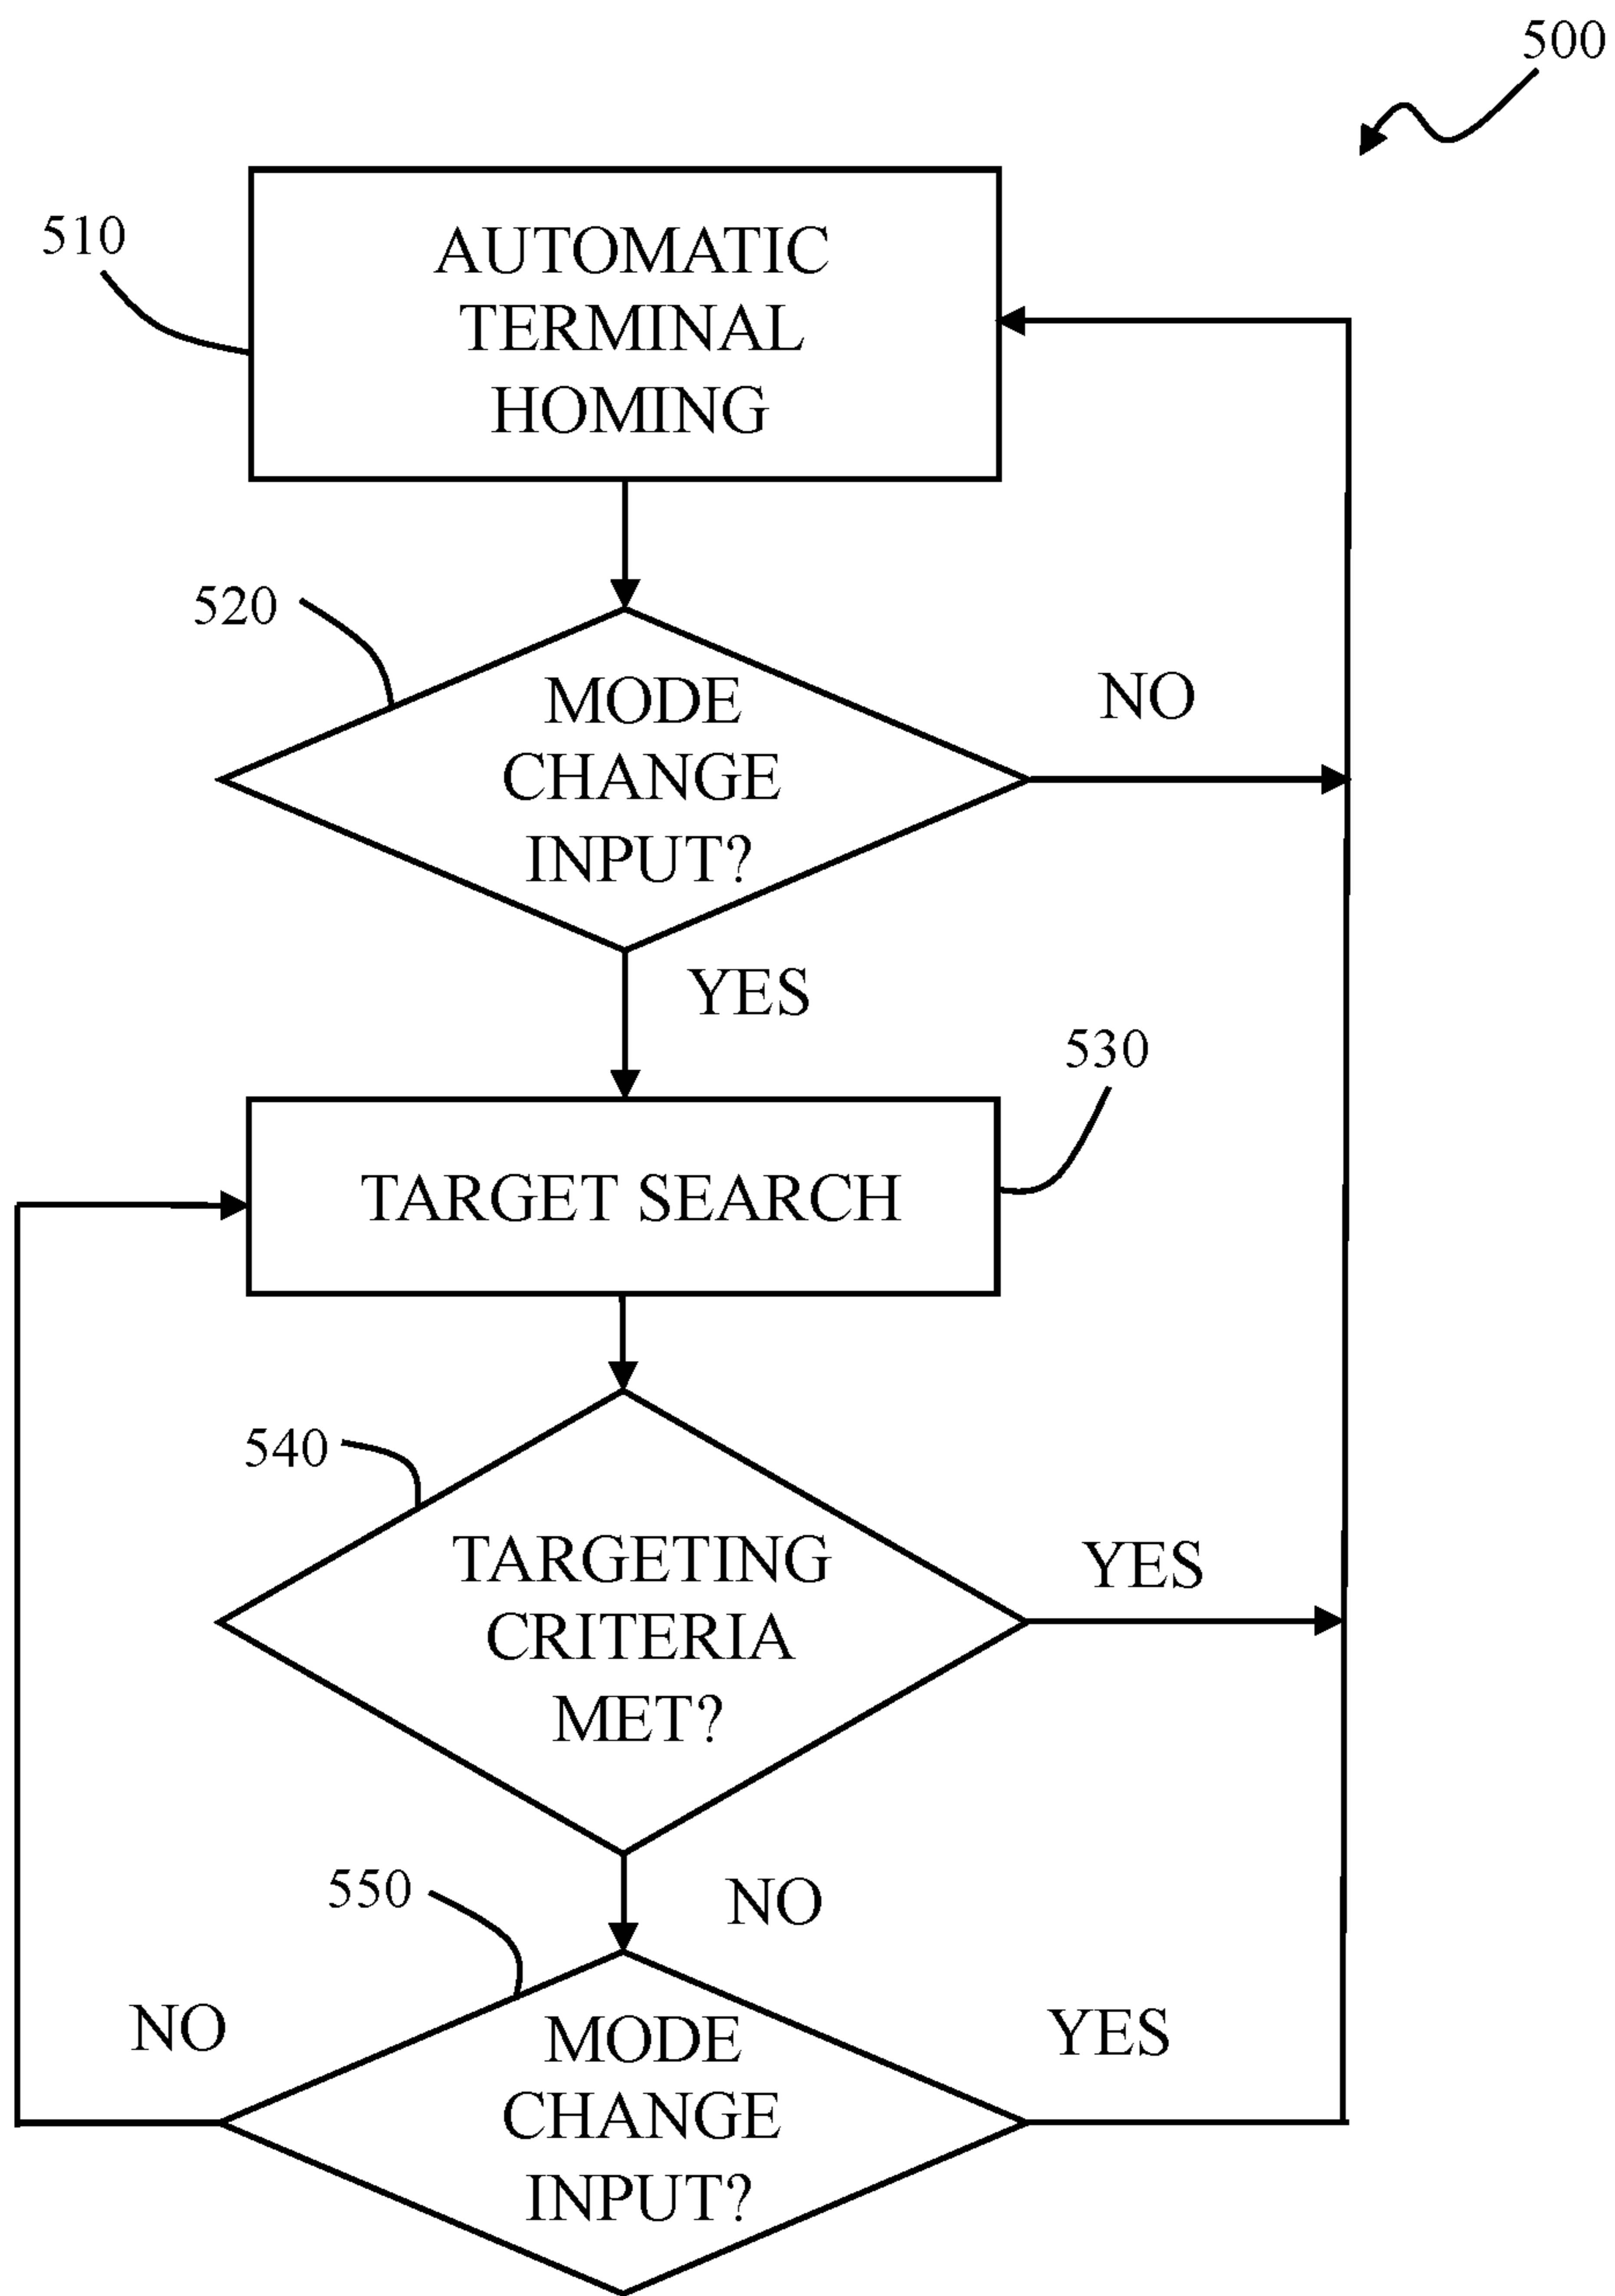 500
510
AUTOMATIC
TERMINAL
HOMING
520
MODE
CHANGE
INPUT?
NO
YES
530
TARGET SEARCH
540
TARGETING
CRITERIA
MET?
YES
550
NO
NO
MODE
CHANGE
INPUT?
YES